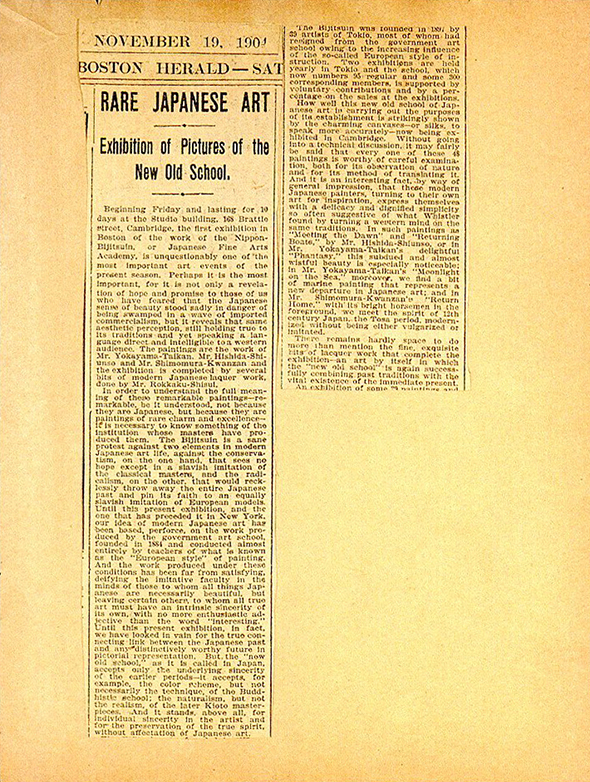 NOVEMBER 19, 1904
BOSTON HERALD—SAT
RARE JAPANESE ART
Exhibition of Pictures of the
New Old School.
Beginning Friday and lasting for 10
days at the Studio building, 168 Brattle
street, Cambridge, the first exhibition in
Boston of the work of the Nippon-
Bijitsuin, or Japanese Fine Arts
Academy, is unquestionably one of the
most important art events of the
present season. Perhaps it is the most
important, for it is not only a revela-
tion of hope and promise to those of us
who have feared that the Japanese
sense of beauty stood sadly in danger of
being swamped in a wave of imported
commercialism, but it proves that same
aesthetic perception, still holding true to
its traditions and yet speaking a lan-
guage direct and intelligible to a western
audience. The paintings are the work of
Mr. Yokayama-Taikan, Mr. Hishida-Shi-
unso and Mr. Shimomura-Kwanzan and
the exhibition is completed by several
bits of modern Japanese laquer work,
done by Mr. Rokkaku-Shisui.
In order to understand the full mean-
ing of these remarkable paintings—re-
markable, be it understood, not because
they are Japanese, but because they are
paintings of rare charm and excellence—
it is necessary to know something of the
institution whose masters have pro-
duced them. The Bijitsuin is a sane
protest against two elements in modern
Japanese art life, against the conserva-
tism, on the one hand, that sees no
hope except in a slavish imitation of
the classical masters, and the radi-
calism, on the other, that would reck-
lessly throw away the entire Japanese
past and pin its faith to an equally
slavish imitation of European models.
Until this present exhibition, and the
one that has preceded it in New York,
our idea of modern Japanese art has
been based, perforce, on the work pro-
duced by the government art school,
founded in 1884 and conducted almost
entirely by teachers of what is known
as the "European style" of painting.
And the work produced under these
conditions has been far from satisfying,
deifying the imitative faculty in the
minds of those to whom all things Jap-
anese are necessarily beautiful, but
leaving certain others, to whom all true
art must have an intrinsic sincerity of
its own, with no more enthusiastic ad-
jective than the word "interesting."
Until this present exhibition, in fact,
we have looked in vain for the true con-
necting link between the Japanese past
and any distinctively worthy future in
pictorial representation. But the "new
old school," as it is called in Japan,
accepts only the underlying sincerity
of the earlier periods—it accepts, for
example, the color scheme, but not
necessarily the technique, of the Budd-
histic school; the naturalism, but not
the realism, of the later Kioto master-
pieces. And it stands, above all, for
individual sincerity in the artist and
for the preservation of the true spirit,
without affectation of Japanese art.
The Bijitsuin was founded in 1897 by
39 artists of Tokio, most of whom had
resigned from the government art
school owing to the increasing influence
of the so-called European style of in-
struction. Two exhibitions are held
yearly in Tokio and the school, which
now numbers 95 regular and some 300
corresponding members, is supported by
voluntary contributions and by a per-
centage on the sales at the exhibitions.
How well this new old school of Jap-
anese art is carrying out the purposes
of its establishment is strikingly shown
by the charming canvases—or silks, to
speak more accurately—now being ex-
hibited in Cambridge. Without going
into a technical discussion, it may fairly
be said that every one of these 48
paintings is worthy of careful examina-
tion, both for its observation of nature
and for its method of translating it.
And it is an interesting fact, by way of
general impression, that these modern
Japanese painters, turning to their own
art for inspiration, express themselves
with a delicacy and dignified simplicity
so often suggestive of what Whistler
found by turning a western mind on the
same traditions. In such paintings as
"Meeting the Dawn" and "Returning
Boats," by Mr. Hishida-Shiunso, or in
Mr. Yokayama-Taikan's delightful
"Phantasy," this subdued and almost
wistful beauty is especially noticeable;
in Mr. Yokayama-Taikan's "Moonlight
on the Sea," moreover, we find a bit
of marine painting that represents a
new departure in Japanese art; and in
Mr. Shimomura-Kwanzan's "Return
Home," with its bright horsemen in the
foreground, we meet the spirit of 12th
century Japan, the Tosa period, modern-
ized without being either vulgarized or
imitated.
There remains hardly space to do
more than mention the fine, exquisite
bits of lacquer work that complete the
exhibition—an art by itself in which
the "new old school" is again success-
fully combining past traditions with the
vital existence of the immediate present.
An exhibition of some paintings and